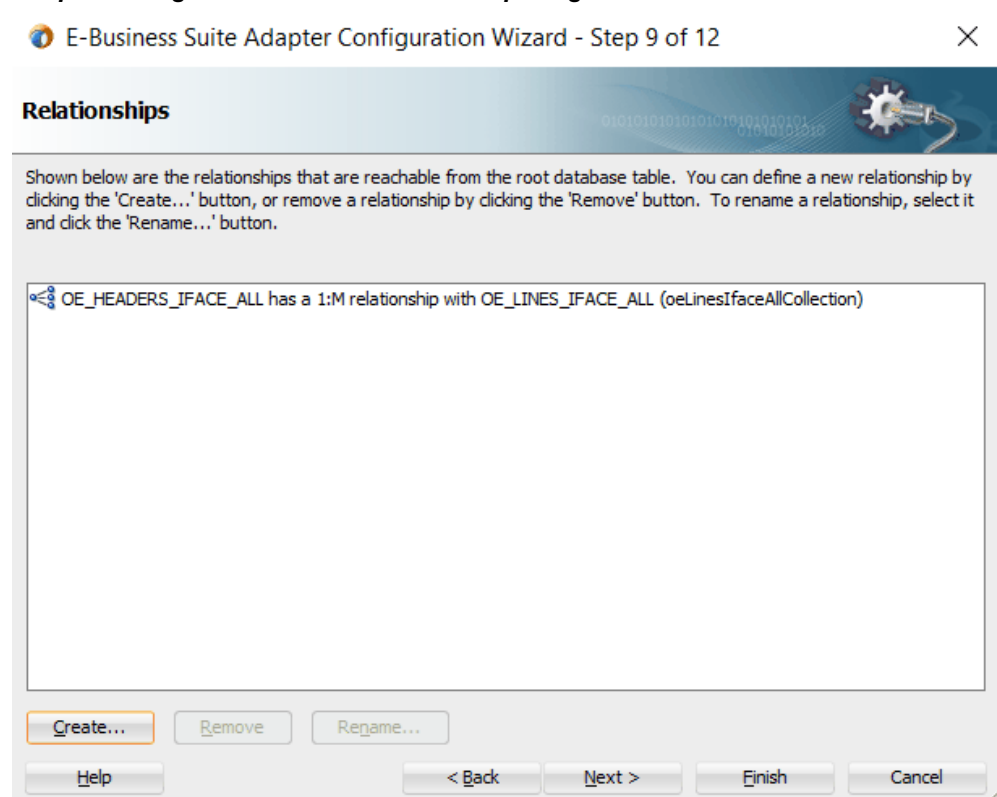 E-Business Suite Adapter Configuration Wizard - Step 9 of 12
Relationships
Shown below are the relationships that are reachable from the root database table. You can define a new relationship by
clicking the 'Create...' button, or remove a relationship by clicking the 'Remove' button. To rename a relationship, select it
and click the 'Rename...' button.
OE_HEADERS_IFACE_ALL has a 1:M relationship with OE_LINES_IFACE_ALL (oeLinesIfaceAllCollection)
Create... Remove Rename...
Help < Back Next > Finish Cancel